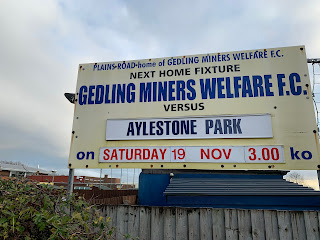 PLAINS-ROAD-home of GEDLING MINERS WELFARE F.C.
NEXT HOME FIXTURE
GEDLING MINERS WELFARE F.C.
VERSUS
AYLESTONE PARK
on SATURDAY 19 NOV 3.00 ko